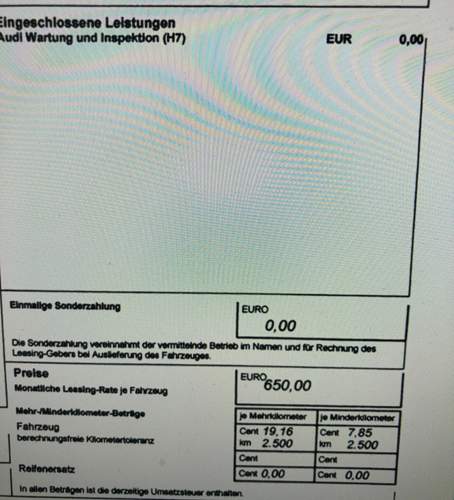 Eingeschlossene Leistungen
Audi Wartung und Inspektion (H7) EUR 0,00
Einmalige Sonderzahlung EURO
0,00
Die Sonderzahlung vereinnahmt der vermittelnde Betrieb im Namen und für Rechnung des
Leasing-Gebers bei Auslieferung des Fahrzeuges.
Preise EURO
Monatliche Leasing-Rate je Fahrzeug 650,00
Mehr-/Minderkilometer-Beträge je Mehrkilometer je Minderkilometer
Fahrzeug Cent 19,16 Cent 7,85
berechnungsfreie Kilometertoleranz km 2.500 km 2.500
Cent Cent
Reifenersatz Cent 0,00 Cent 0,00
In allen Beträgen ist die derzeitige Umsatzsteuer enthalten.